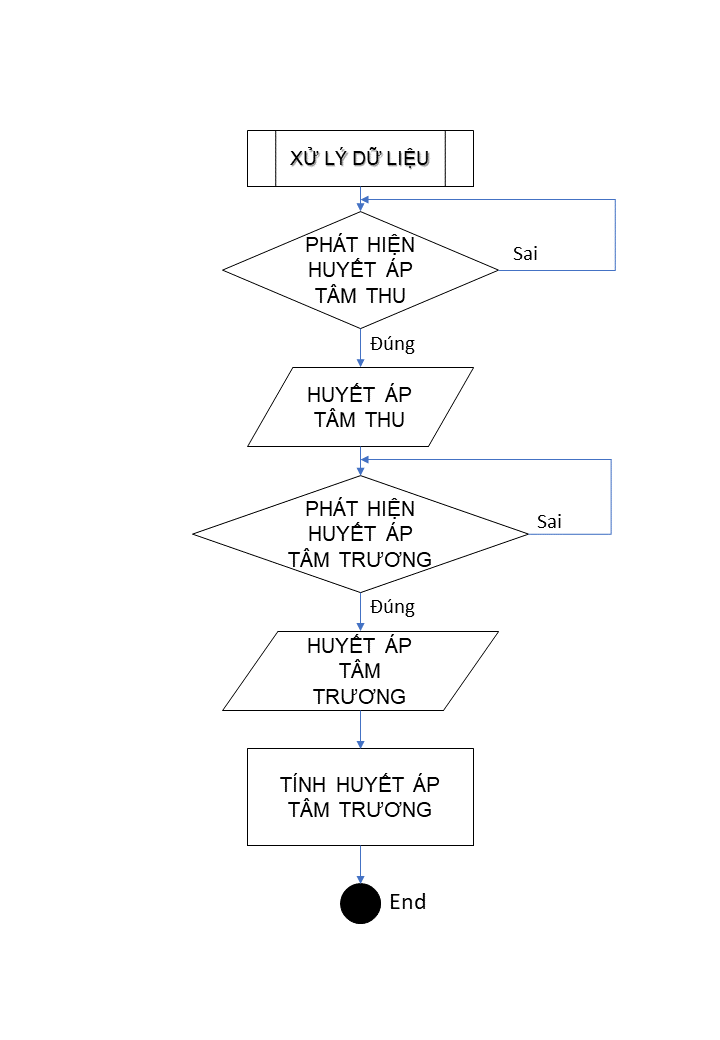 XỬ LÝ DỮ LIỆU
PHÁT HIỆN
HUYẾT ÁP
TÂM THU
Sai
Đúng
HUYẾT ÁP
TÂM THU
PHÁT HIỆN
HUYẾT ÁP
TÂM TRƯƠNG
Sai
Đúng
HUYẾT ÁP
TÂM
TRƯƠNG
TÍNH HUYẾT ÁP
TÂM TRƯƠNG
End